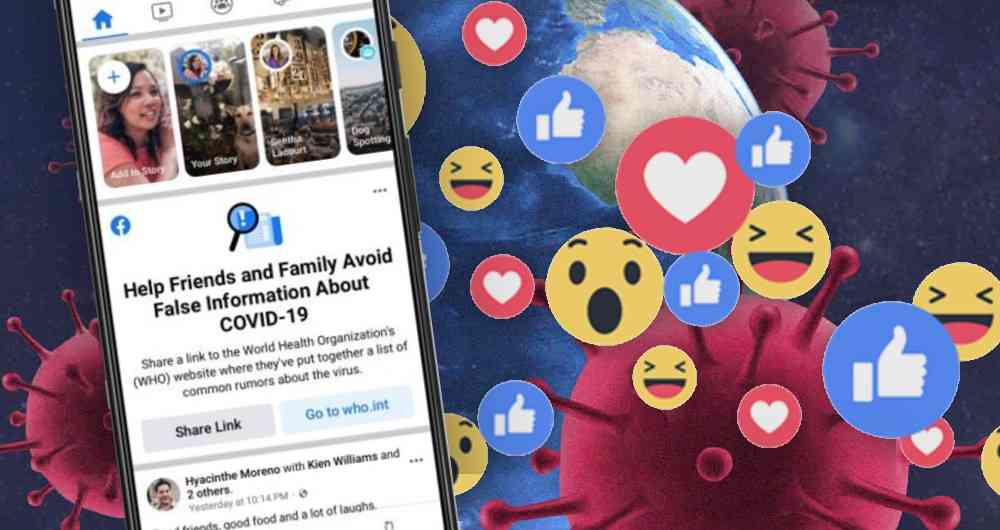 Add to Story
Your Story
Geetha
Lacourt
Dog
Spotting
Help Friends and Family Avoid
False Information About
COVID-19
Share a link to the World Health Organization's
(WHO) website where they've put together a list of
common rumors about the virus.
Share Link
Go to who.int
Hyacinthe Moreno with Kien Williams and
2 others.
Yesterday at 10:14 PM
friends, good food and a lot of laughs.